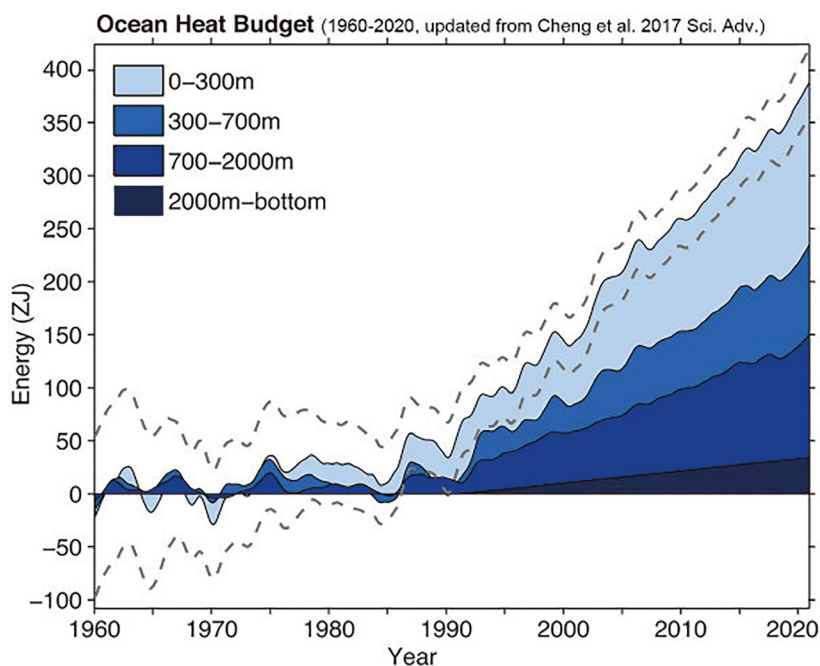 Ocean Heat Budget (1960-2020, updated from Cheng et al. 2017 Sci. Adv.)
0–300m
300–700m
700–2000m
2000m–bottom
Energy (ZJ)
400
350
300
250
200
150
100
50
0
−50
−100
1960 1970 1980 1990 2000 2010 2020
Year